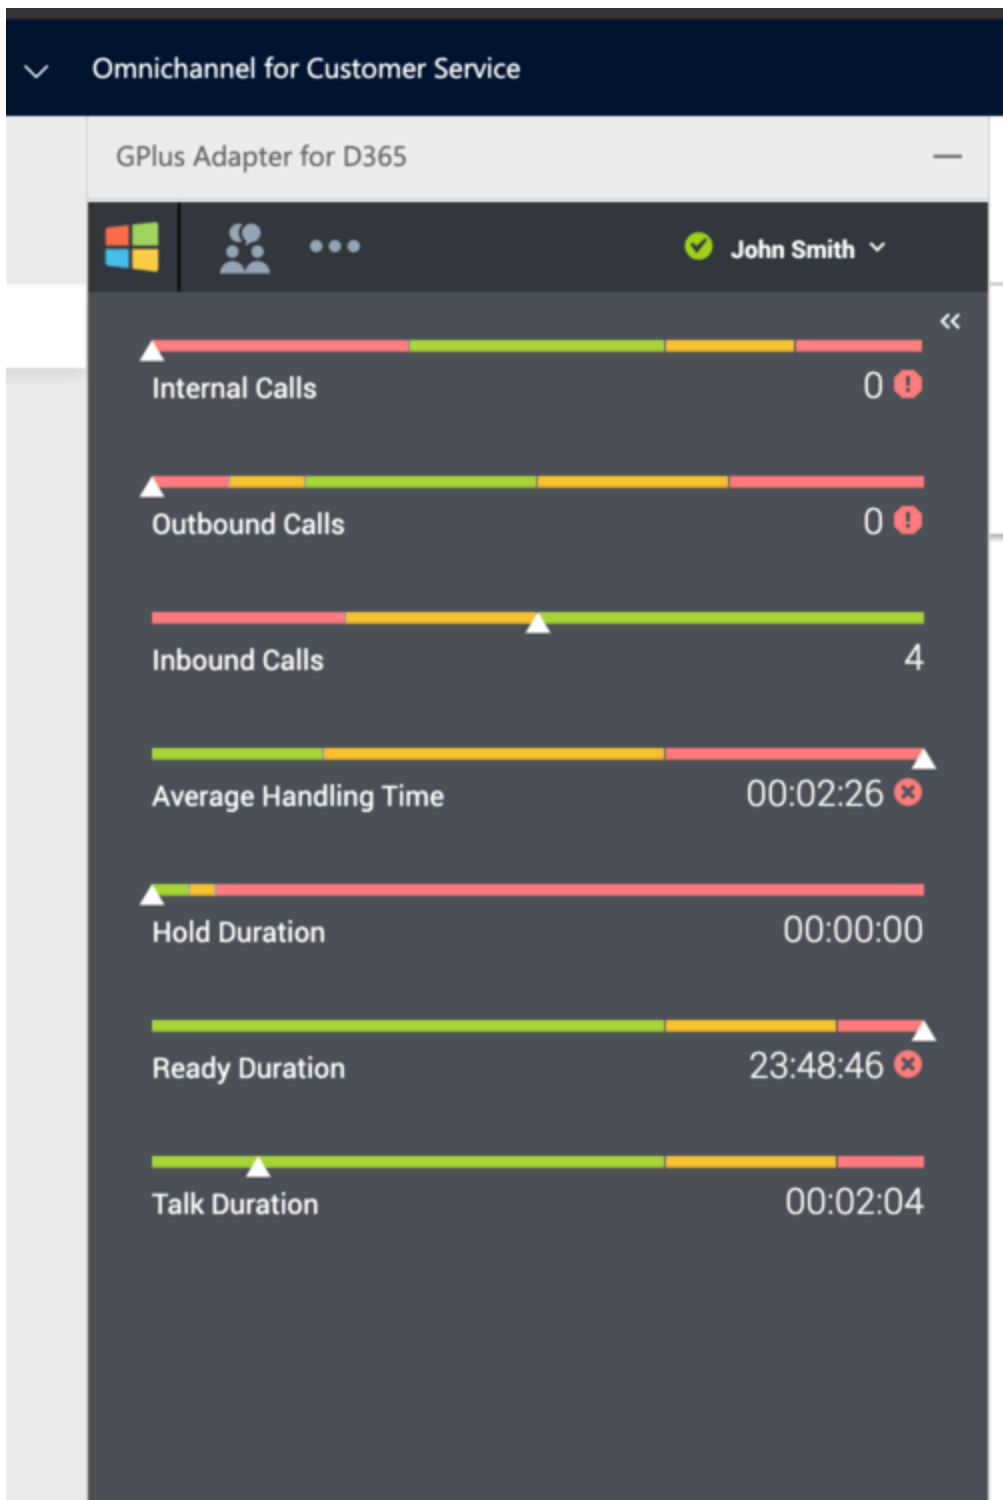 Omnichannel for Customer Service
GPlus Adapter for D365
John Smith
Internal Calls 0
Outbound Calls 0
Inbound Calls 4
Average Handling Time 00:02:26
Hold Duration 00:00:00
Ready Duration 23:48:46
Talk Duration 00:02:04